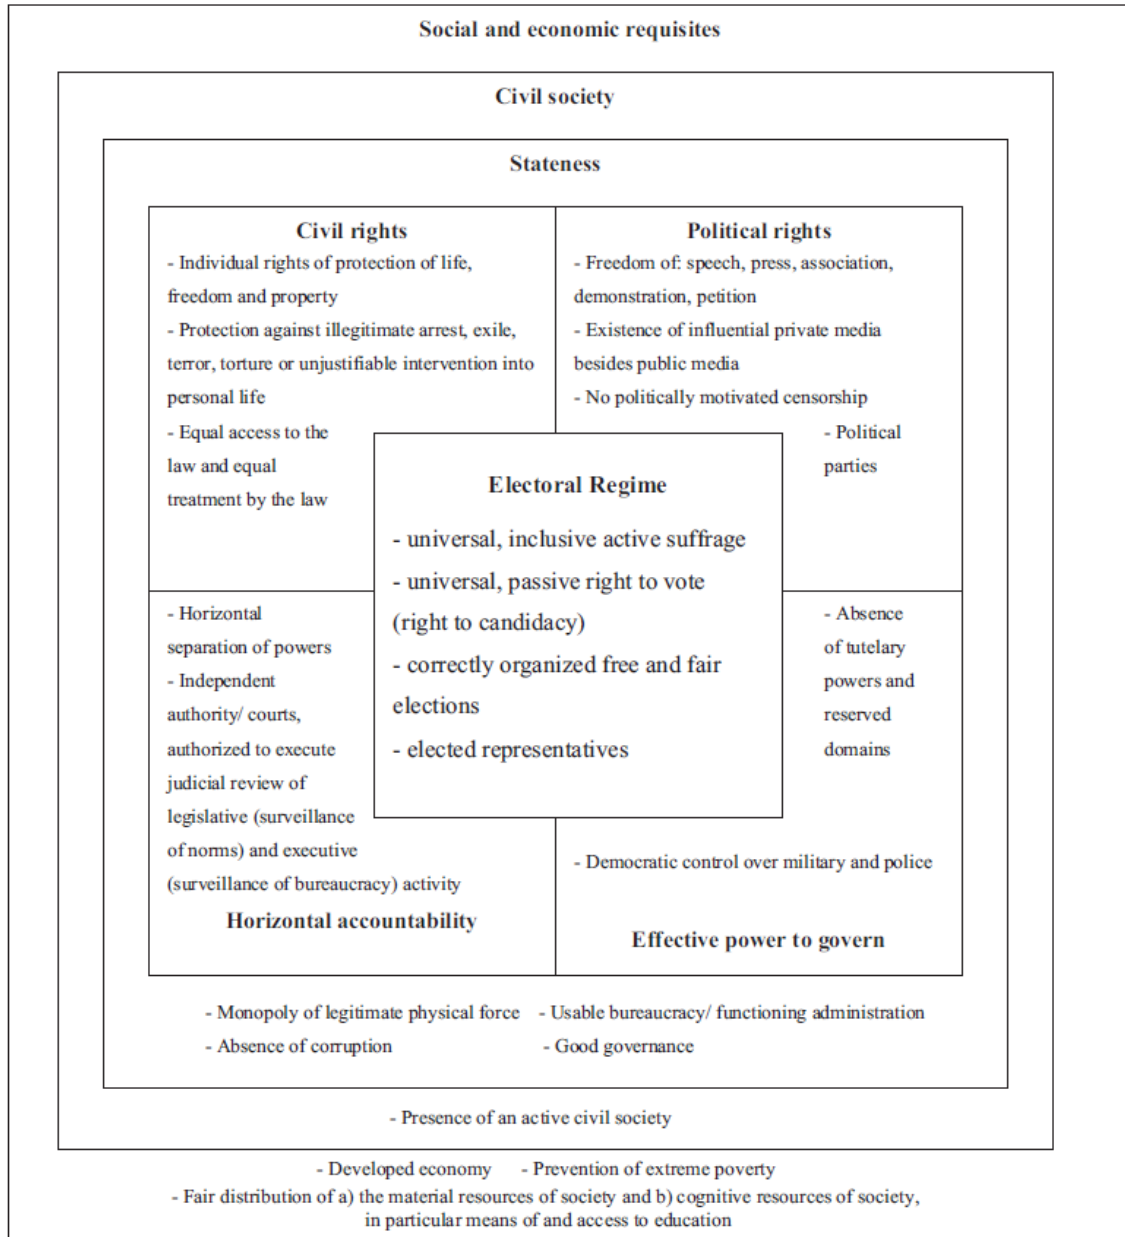 Social and economic requisites
Civil society
Stateness
Civil rights
- Individual rights of protection of life,
freedom and property
- Protection against illegitimate arrest, exile,
terror, torture or unjustifiable intervention into
personal life
- Equal access to the
law and equal
treatment by the law
Political rights
- Freedom of: speech, press, association,
demonstration, petition
- Existence of influential private media
besides public media
- No politically motivated censorship
- Political
parties
Electoral Regime
- universal, inclusive active suffrage
- universal, passive right to vote
(right to candidacy)
- correctly organized free and fair
elections
- elected representatives
- Horizontal
separation of powers
- Independent
authority/ courts,
authorized to execute
judicial review of
legislative (surveillance
of norms) and executive
(surveillance of bureaucracy) activity
Horizontal accountability
- Absence
of tutelary
powers and
reserved
domains
- Democratic control over military and police
Effective power to govern
- Monopoly of legitimate physical force - Usable bureaucracy/ functioning administration
- Absence of corruption - Good governance
- Presence of an active civil society
- Developed economy - Prevention of extreme poverty
- Fair distribution of a) the material resources of society and b) cognitive resources of society,
in particular means of and access to education